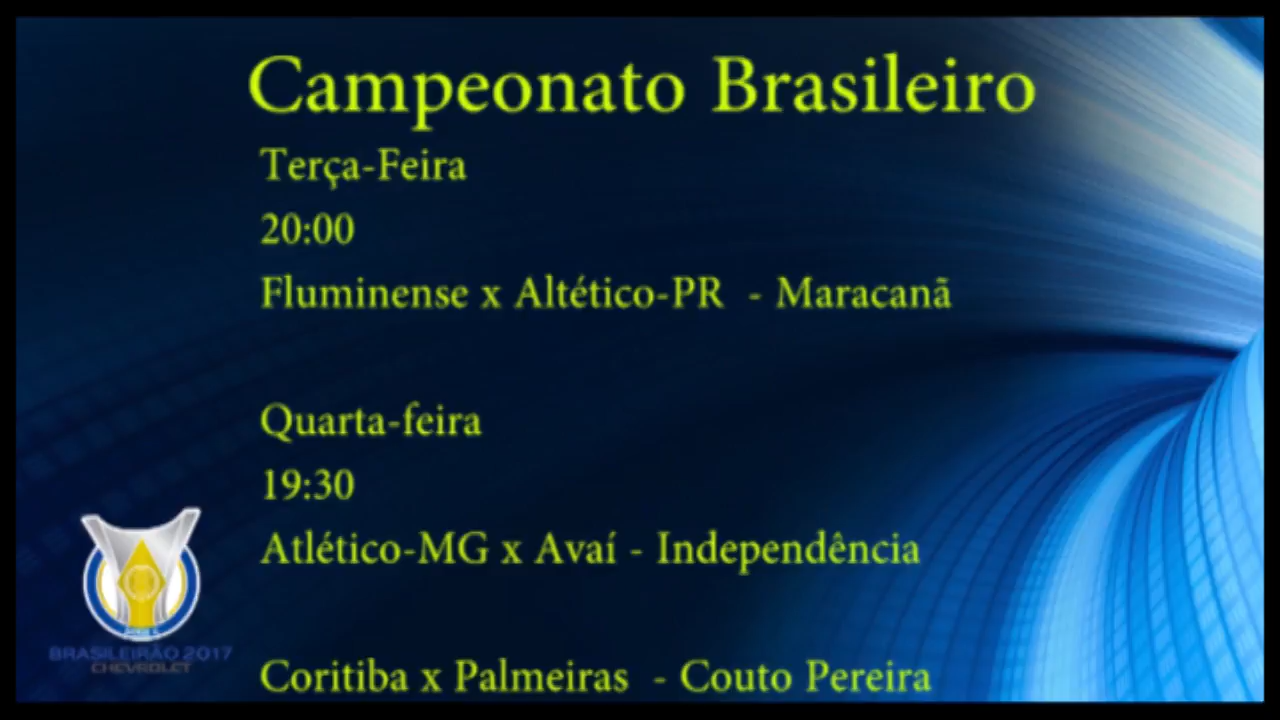 Campeonato Brasileiro
Terça-Feira
20:00
Fluminense x Altético-PR - Maracanã
Quarta-feira
19:30
Atlético-MG x Avaí - Independência
Coritiba x Palmeiras - Couto Pereira
BRASILEIRÃO 2017
CHEVROLET